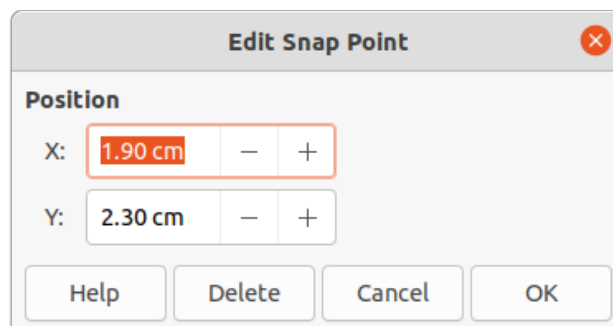 Edit Snap Point
Position
X: 1.90 cm
Y: 2.30 cm
Help Delete Cancel OK